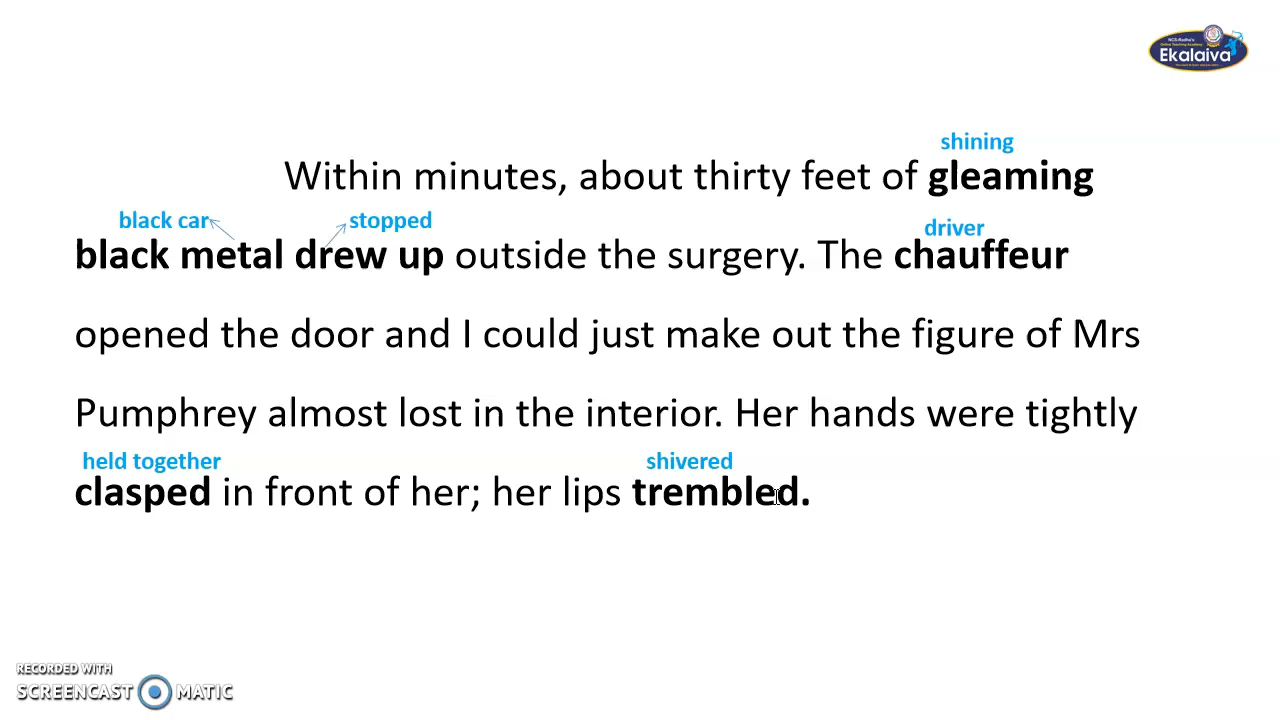 Ekalaiva
shining
Within minutes, about thirty feet of gleaming
black car stopped driver
black metal drew up outside the surgery. The chauffeur
opened the door and I could just make out the figure of Mrs
Pumphrey almost lost in the interior. Her hands were tightly
held together shivered
clasped in front of her; her lips trembled.
RECORDED WITH
SCREENCAST MATIC